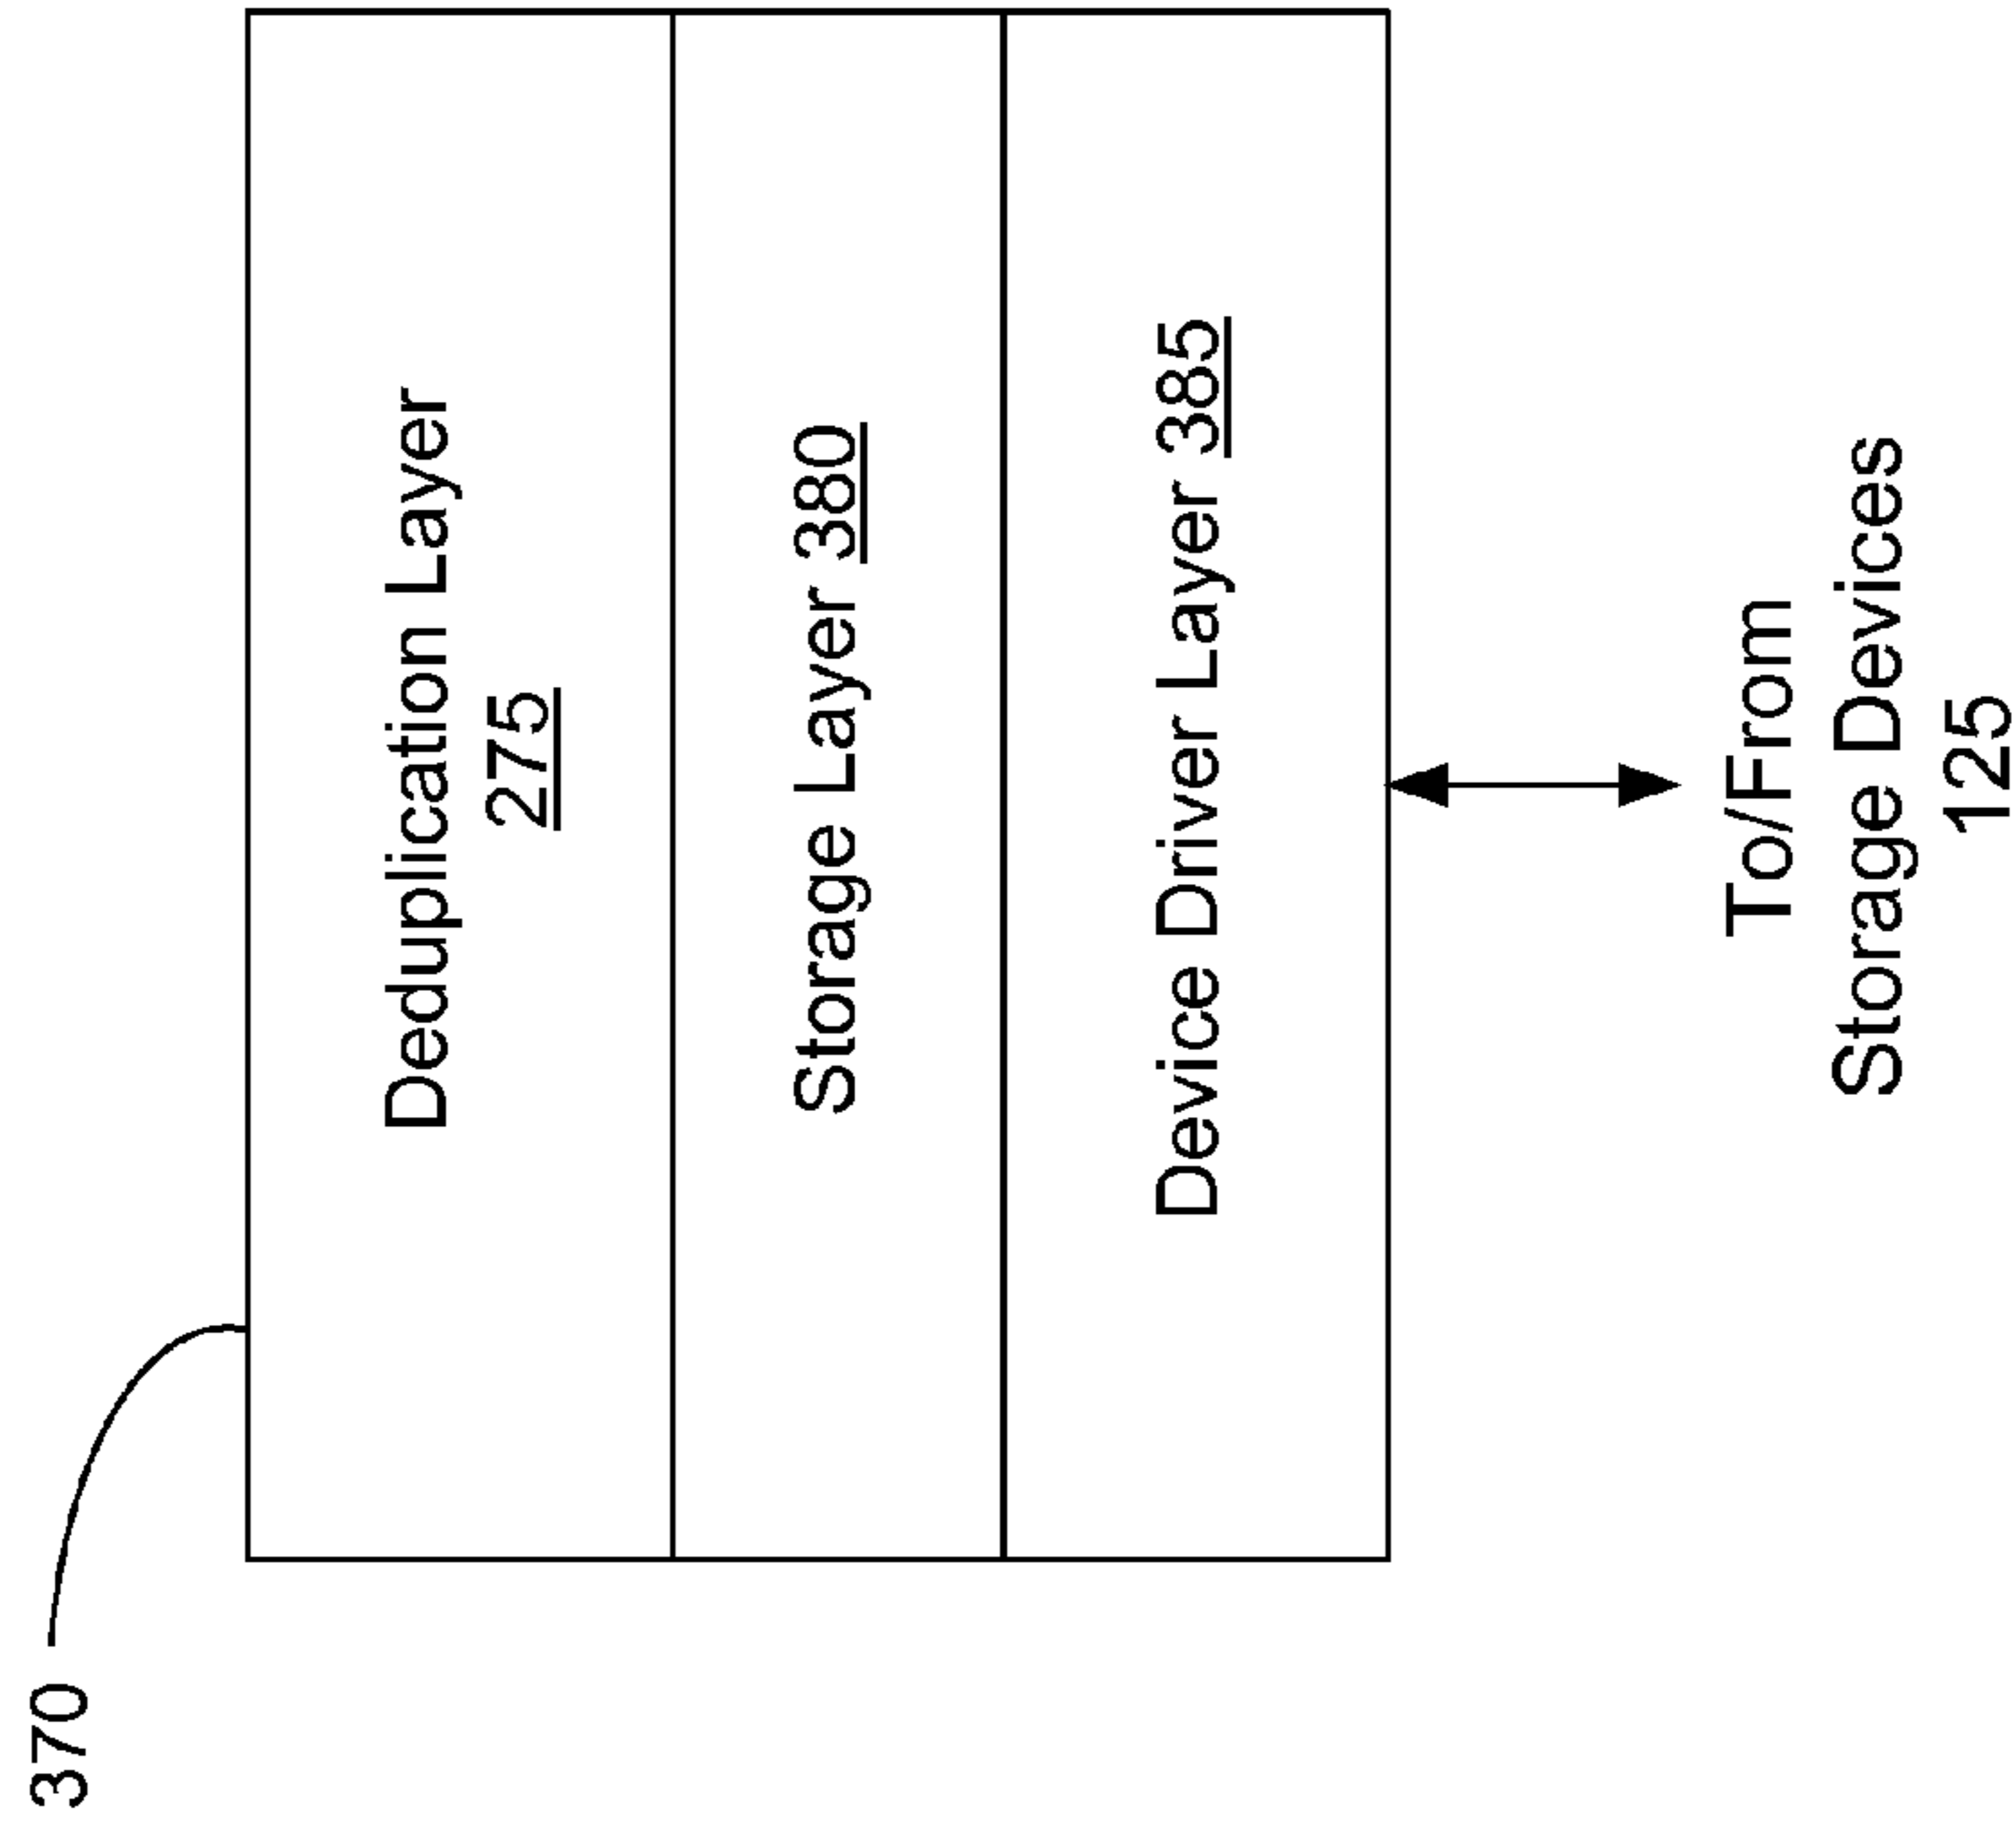 370
Deduplication Layer
275
Storage Layer 380
Device Driver Layer 385
To/From
Storage Devices
125